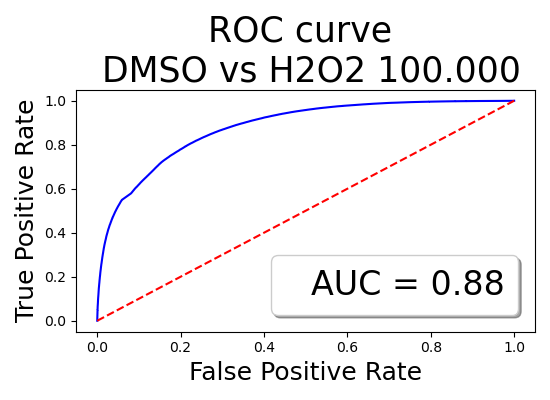 ROC curve
DMSO vs H2O2 100.000
True Positive Rate
1.0
0.8
0.6
0.4
0.2
0.0
AUC = 0.88
0.0 0.2 0.4 0.6 0.8 1.0
False Positive Rate